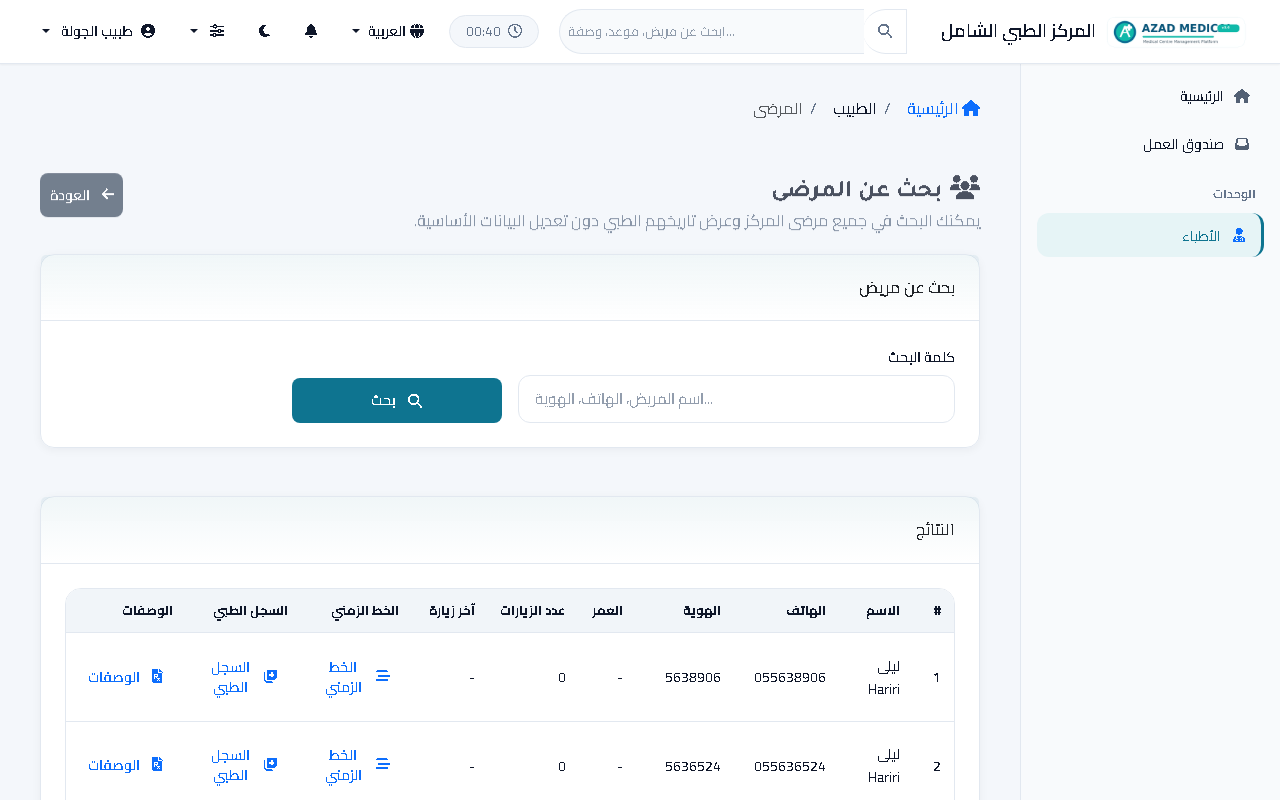 AZAD MEDIC
Medical Centre Management Platform
المركز الطبي الشامل
ابحث عن مريض، موعد، وصفة...
00:40
العربية
طبيب الجولة
الرئيسية
صندوق العمل
الوحدات
الأطباء
الرئيسية / الطبيب / المرضى
بحث عن المرضى
العودة
يمكنك البحث في جميع مرضى المركز وعرض تاريخهم الطبي دون تعديل البيانات الأساسية.
بحث عن مريض
كلمة البحث
اسم المريض، الهاتف، الهوية...
بحث
النتائج
# الاسم الهاتف الهوية العمر عدد الزيارات آخر زيارة الخط الزمني السجل الطبي الوصفات
1 ليلى Hariri 055638906 5638906 - 0 - الخط الزمني السجل الطبي الوصفات
2 ليلى Hariri 055636524 5636524 - 0 - الخط الزمني السجل الطبي الوصفات